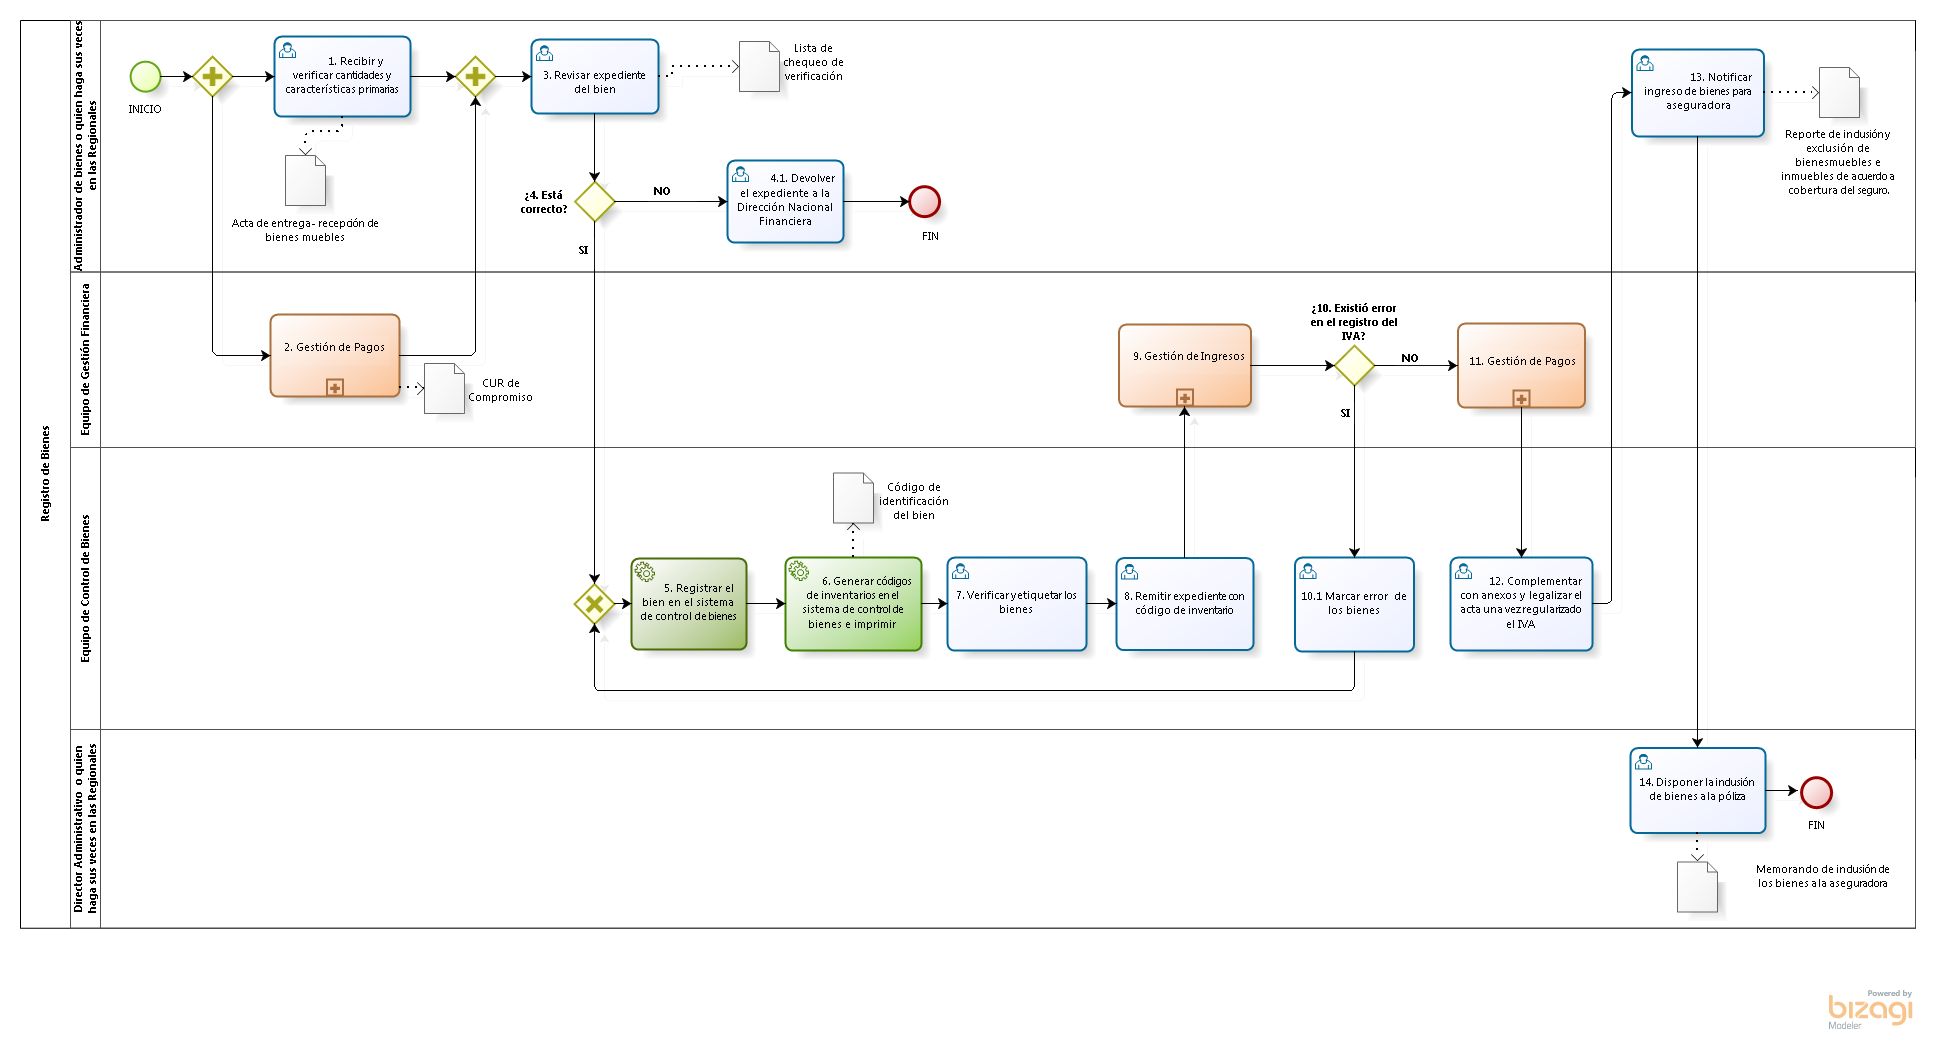 Registro de Bienes
Administrador de bienes o quien haga sus veces
en las Regionales
INICIO
1. Recibir y
verificar cantidades y
características primarias
Acta de entrega- recepción de
bienes muebles
3. Revisar expediente
del bien
Lista de
chequeo de
verificación
¿4. Está
correcto?
NO
SI
4.1. Devolver
el expediente a la
Dirección Nacional
Financiera
FIN
13. Notificar
ingreso de bienes para
aseguradora
Reporte de inclusión y
exclusión de
bienes muebles e
inmuebles de acuerdo a
cobertura del seguro.
Equipo de Gestión Financiera
2. Gestión de Pagos
CUR de
Compromiso
9. Gestión de Ingresos
¿10. Existió error
en el registro del
IVA?
NO
SI
11. Gestión de Pagos
Equipo de Control de Bienes
Código de
identificación
del bien
5. Registrar el
bien en el sistema
de control de bienes
6. Generar códigos
de inventarios en el
sistema de control de
bienes e imprimir
7. Verificar y etiquetar los
bienes
8. Remitir expediente con
código de inventario
10.1 Marcar error de
los bienes
12. Complementar
con anexos y legalizar el
acta una vez regularizado
el IVA
Director Administrativo o quien
haga sus veces en las Regionales
14. Disponer la inclusión
de bienes a la póliza
FIN
Memorando de inclusión de
los bienes a la aseguradora
Powered by
bizagi
Modeler